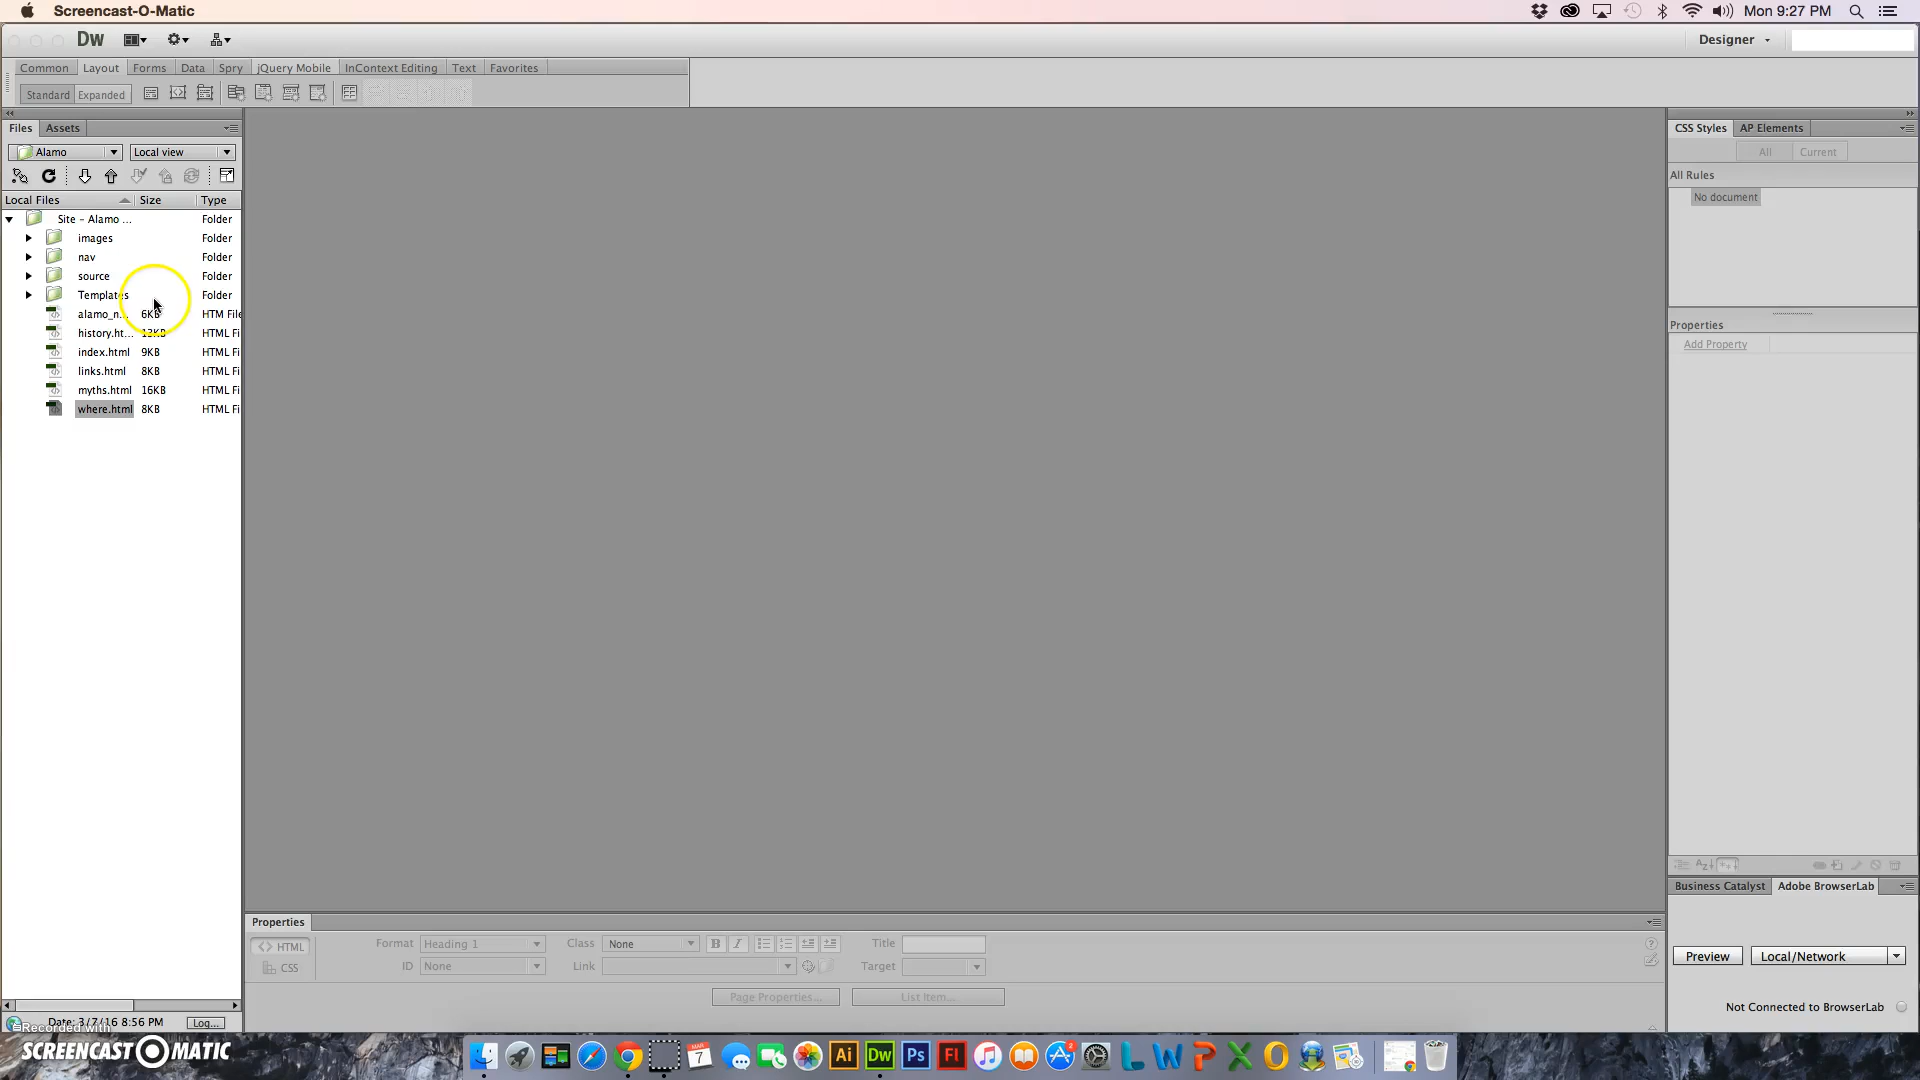 Screencast-O-Matic
Mon 9:27 PM
Dw
Designer
Common Layout Forms Data Spry jQuery Mobile InContext Editing Text Favorites
Standard Expanded
Files Assets
Alamo Local view
Local Files Size Type
Site - Alamo ... Folder
images Folder
nav Folder
source Folder
Templates Folder
alamo_n... 6KB HTM File
history.ht... 13KB HTML Fi
index.html 9KB HTML Fi
links.html 8KB HTML Fi
myths.html 16KB HTML Fi
where.html 8KB HTML Fi
CSS Styles AP Elements
All Current
All Rules
No document
Properties
Add Property
Business Catalyst Adobe BrowserLab
Preview Local/Network
Not Connected to BrowserLab
Properties
HTML Format Heading 1 Class None B I Title
CSS ID None Link Target
Page Properties... List Item...
Date: 3/7/16 8:56 PM Log...
Recorded with
SCREENCAST O MATIC
MAR
7
Ai Dw Ps Fl